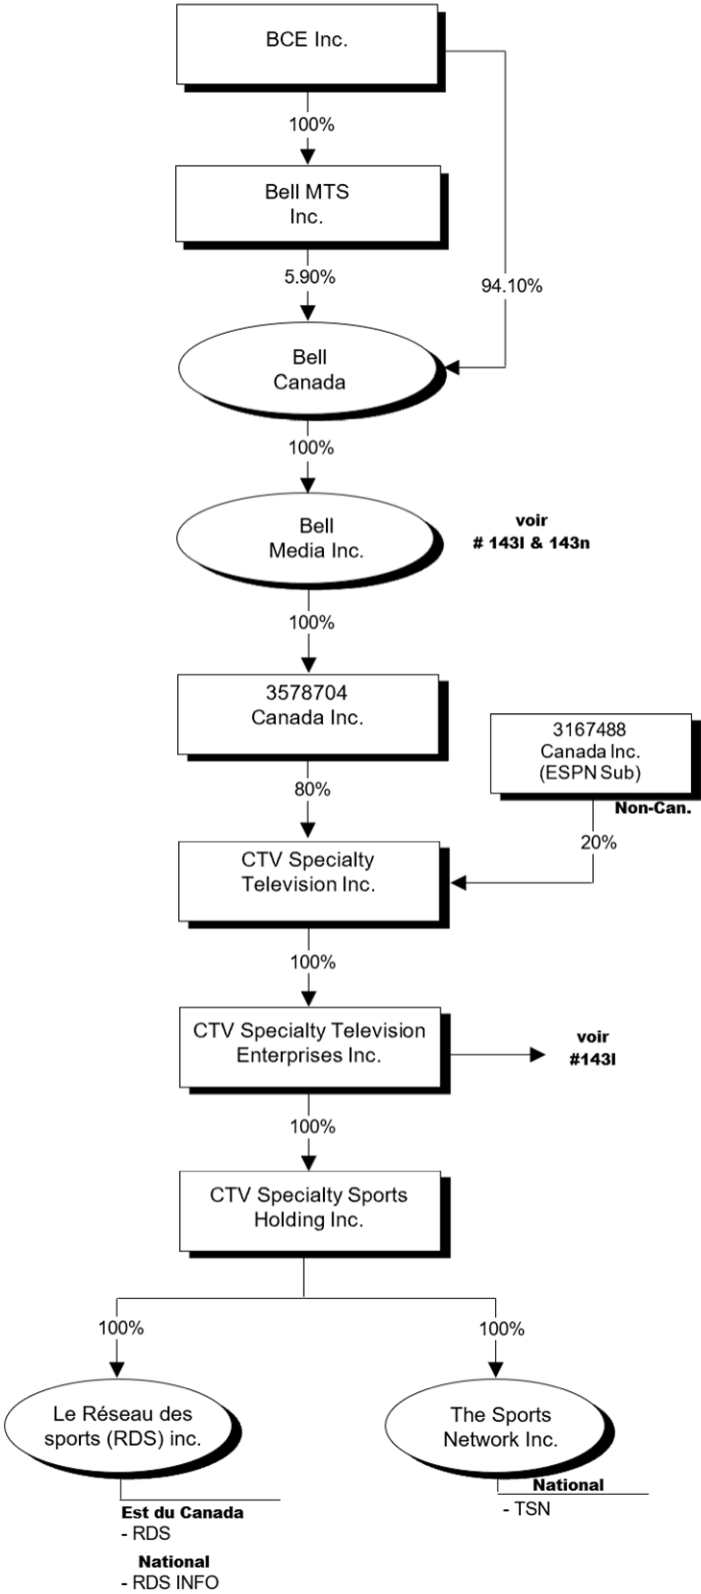 BCE Inc.
100%
Bell MTS
Inc.
5.90%
94.10%
Bell
Canada
100%
Bell
Media Inc.
voir
# 143l & 143n
100%
3578704
Canada Inc.
3167488
Canada Inc.
(ESPN Sub)
Non-Can.
80%
20%
CTV Specialty
Television Inc.
100%
CTV Specialty Television
Enterprises Inc.
voir
#143l
100%
CTV Specialty Sports
Holding Inc.
100%
100%
Le Réseau des
sports (RDS) inc.
The Sports
Network Inc.
Est du Canada
- RDS
National
- RDS INFO
National
- TSN